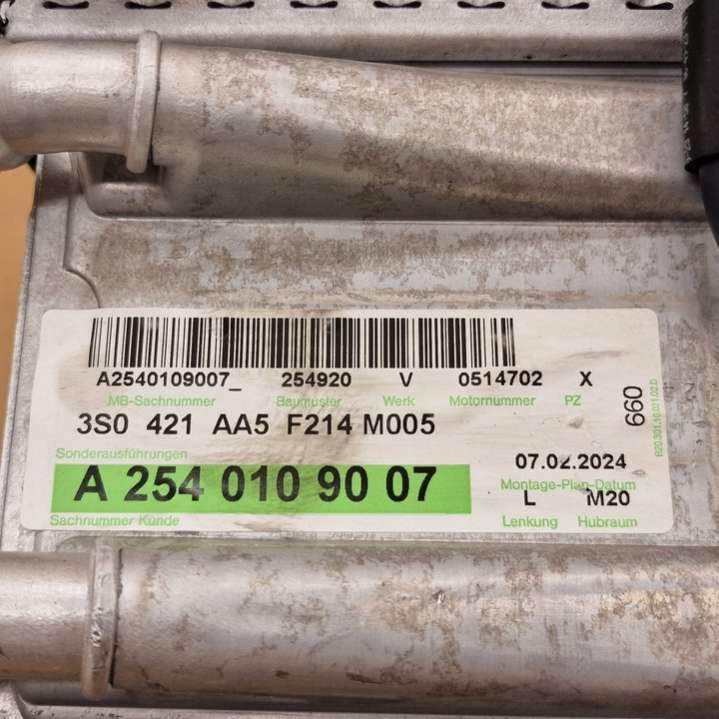 A2540109007_ 254920 V 0514702 X
MB-Sachnummer Baumuster Werk Motornummer PZ
3S0 421 AA5 F214 M005
Sonderausführungen
07.02.2024
A 254 010 90 07
Montage-Plan-Datum
L M20
Sachnummer Kunde
Lenkung Hubraum
660